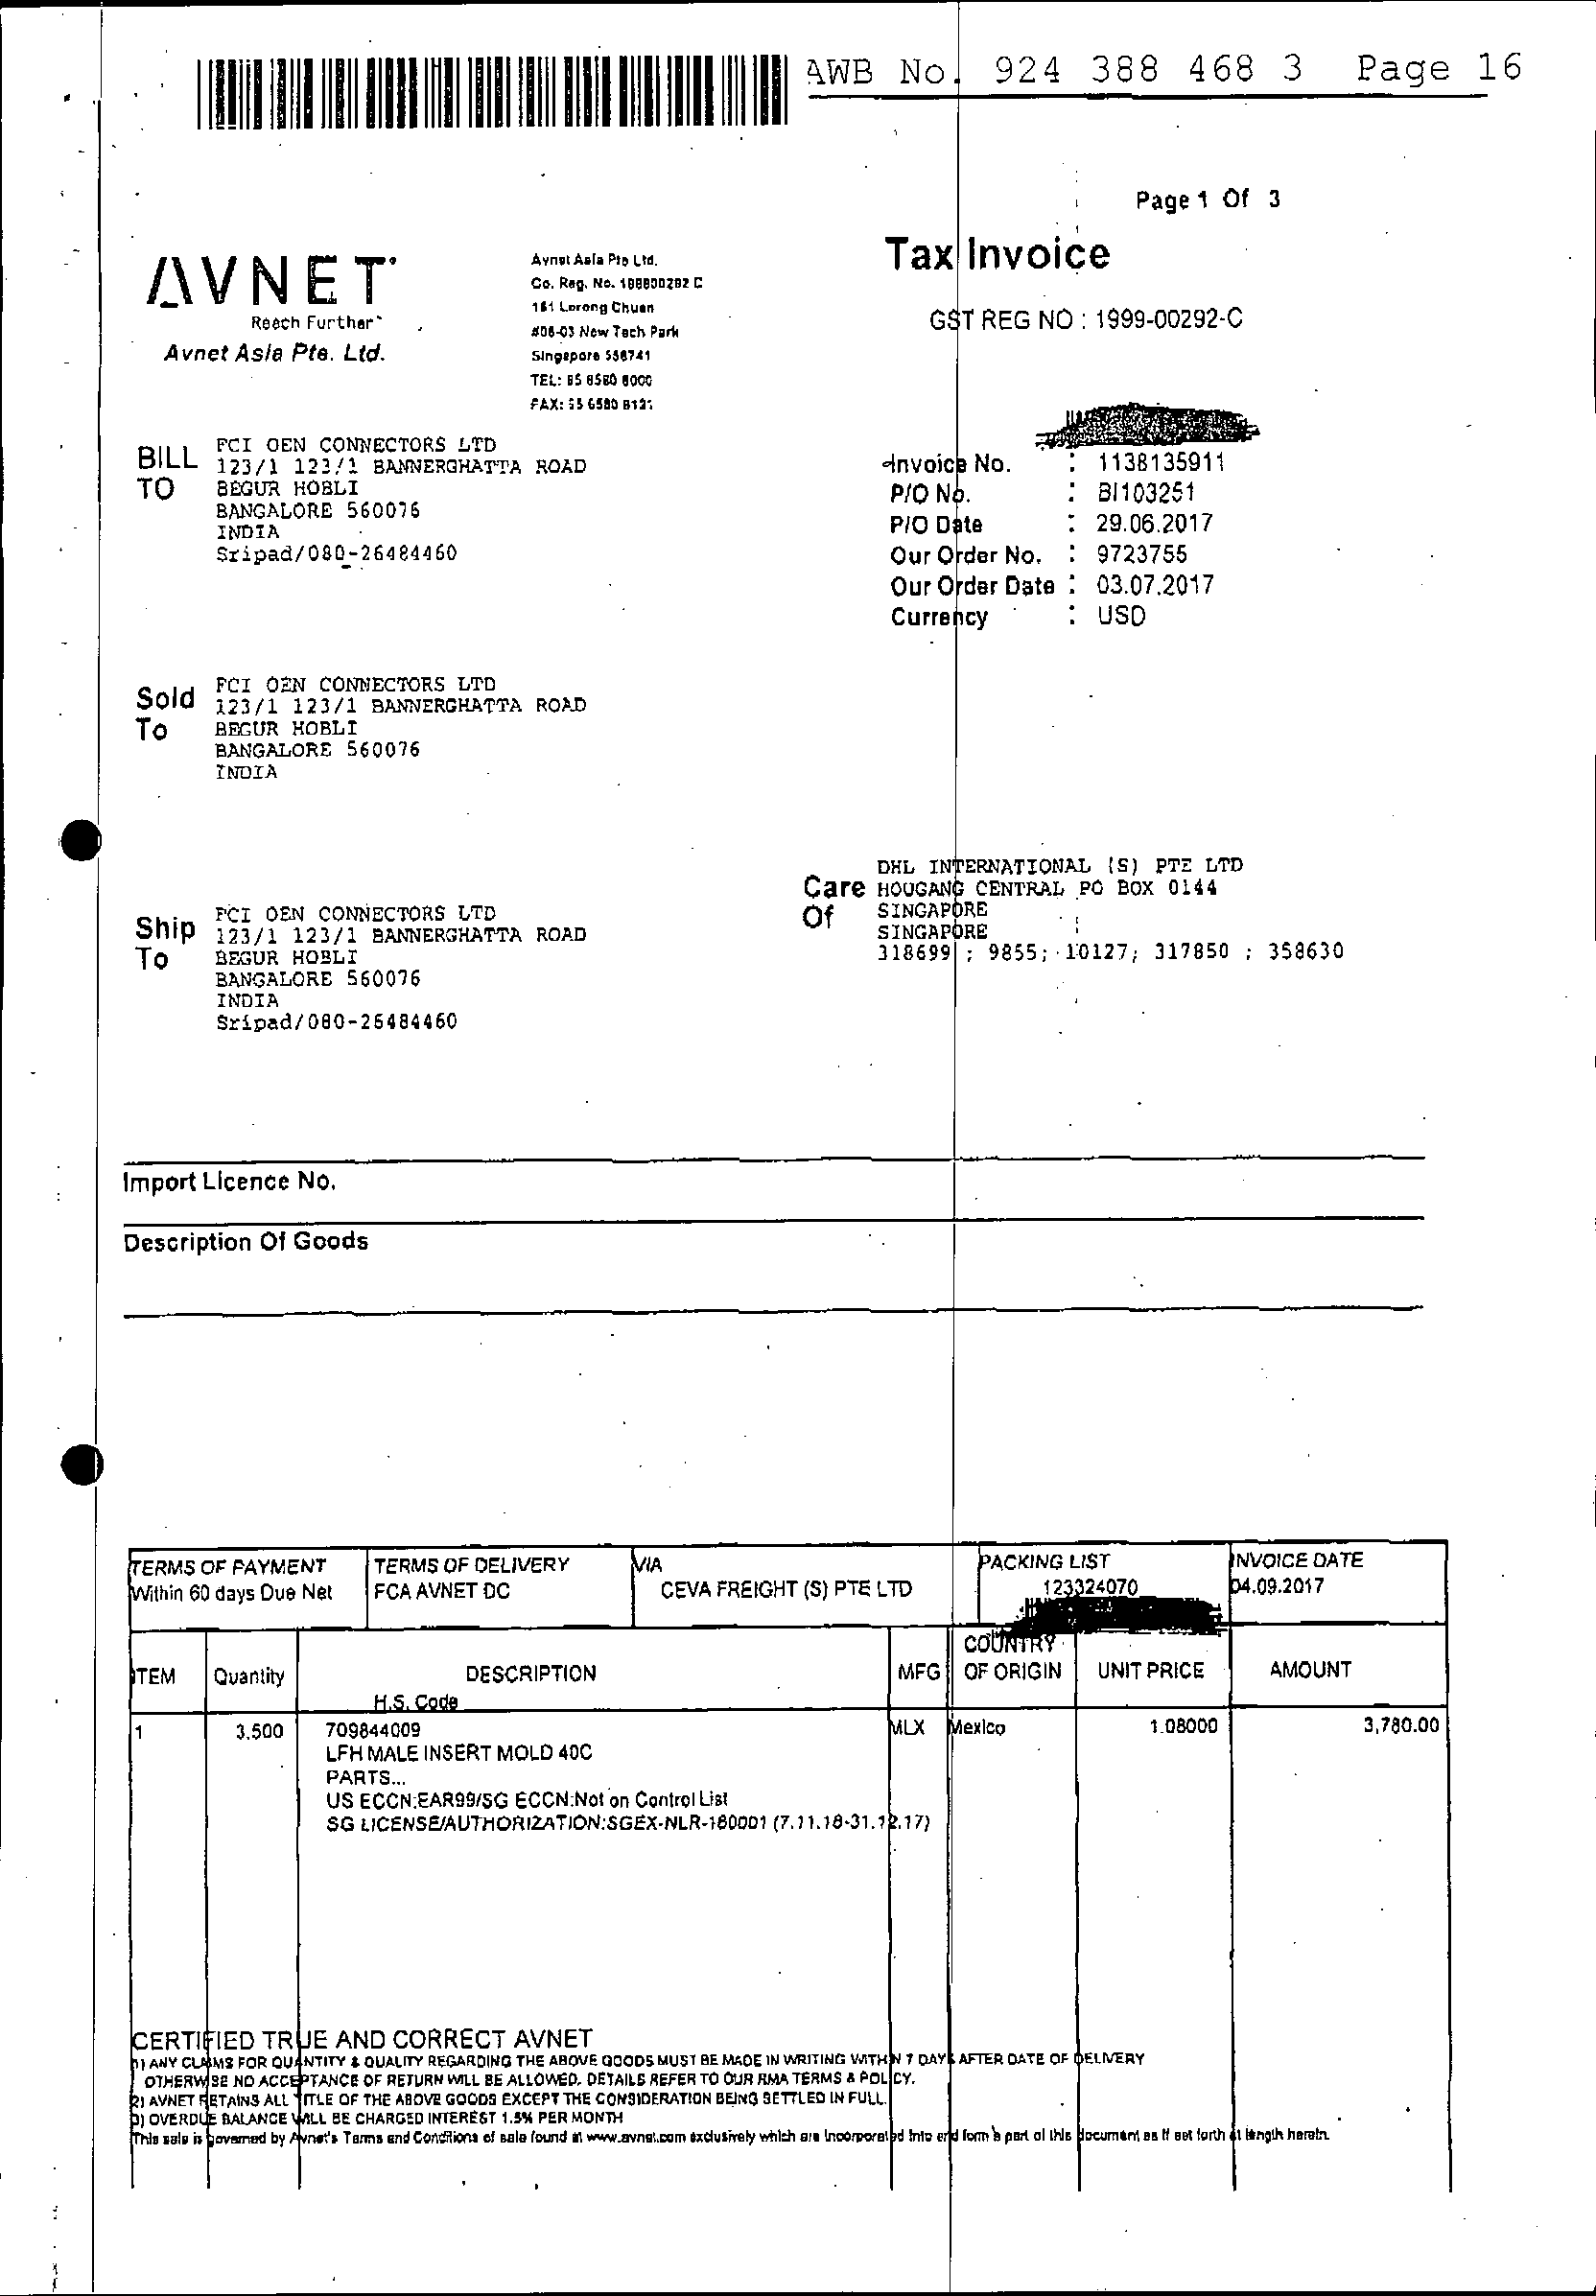 AWB No. 924 388 468 3 Page 16
Page 1 Of 3
Tax Invoice
GST REG NO : 1999-00292-C
AVNET
Reach Further
Avnet Asia Pte. Ltd.
Avnet Asia Pte Ltd.
Co. Reg. No.
151 Lorong Chuan
#06-03 New Tech Park
Singapore 556741
TEL:
FAX:
BILL TO
FCI OEN CONNECTORS LTD
123/1 123/1 BANNERGHATTA ROAD
BEGUR HOBLI
BANGALORE 560076
INDIA
Sripad/080-26484460
Invoice No. : 1138135911
P/O No. : BI103251
P/O Date : 29.06.2017
Our Order No. : 9723755
Our Order Date : 03.07.2017
Currency : USD
Sold To
FCI OEN CONNECTORS LTD
123/1 123/1 BANNERGHATTA ROAD
BEGUR HOBLI
BANGALORE 560076
INDIA
Care Of
DHL INTERNATIONAL (S) PTE LTD
HOUGANG CENTRAL PO BOX 0144
SINGAPORE
SINGAPORE
318699 ; 9855; 10127; 317850 ; 358630
Ship To
FCI OEN CONNECTORS LTD
123/1 123/1 BANNERGHATTA ROAD
BEGUR HOBLI
BANGALORE 560076
INDIA
Sripad/080-26484460
Import Licence No.
Description Of Goods
TERMS OF PAYMENT TERMS OF DELIVERY VIA PACKING LIST INVOICE DATE
Within 60 days Due Net FCA AVNET DC CEVA FREIGHT (S) PTE LTD 123324070 04.09.2017
ITEM Quantity DESCRIPTION MFG COUNTRY OF ORIGIN UNIT PRICE AMOUNT
H.S. Code
1 3.500 709844009 MLX Mexico 1.08000 3,780.00
LFH MALE INSERT MOLD 40C
PARTS...
US ECCN:EAR99/SG ECCN:Not on Control List
SG LICENSE/AUTHORIZATION:SGEX-NLR-180001 (7.11.18-31.12.17)
CERTIFIED TRUE AND CORRECT AVNET
1) ANY CLAIMS FOR QUANTITY & QUALITY REGARDING THE ABOVE GOODS MUST BE MADE IN WRITING WITHIN 7 DAYS AFTER DATE OF DELIVERY
OTHERWISE NO ACCEPTANCE OF RETURN WILL BE ALLOWED. DETAILS REFER TO OUR RMA TERMS & POLICY.
2) AVNET RETAINS ALL TITLE OF THE ABOVE GOODS EXCEPT THE CONSIDERATION BEING SETTLED IN FULL.
3) OVERDUE BALANCE WILL BE CHARGED INTEREST 1.5% PER MONTH
This sale is governed by Avnet's Terms and Conditions of sale found at www.avnet.com exclusively which are incorporated into and form a part of this document as if set forth at length herein.